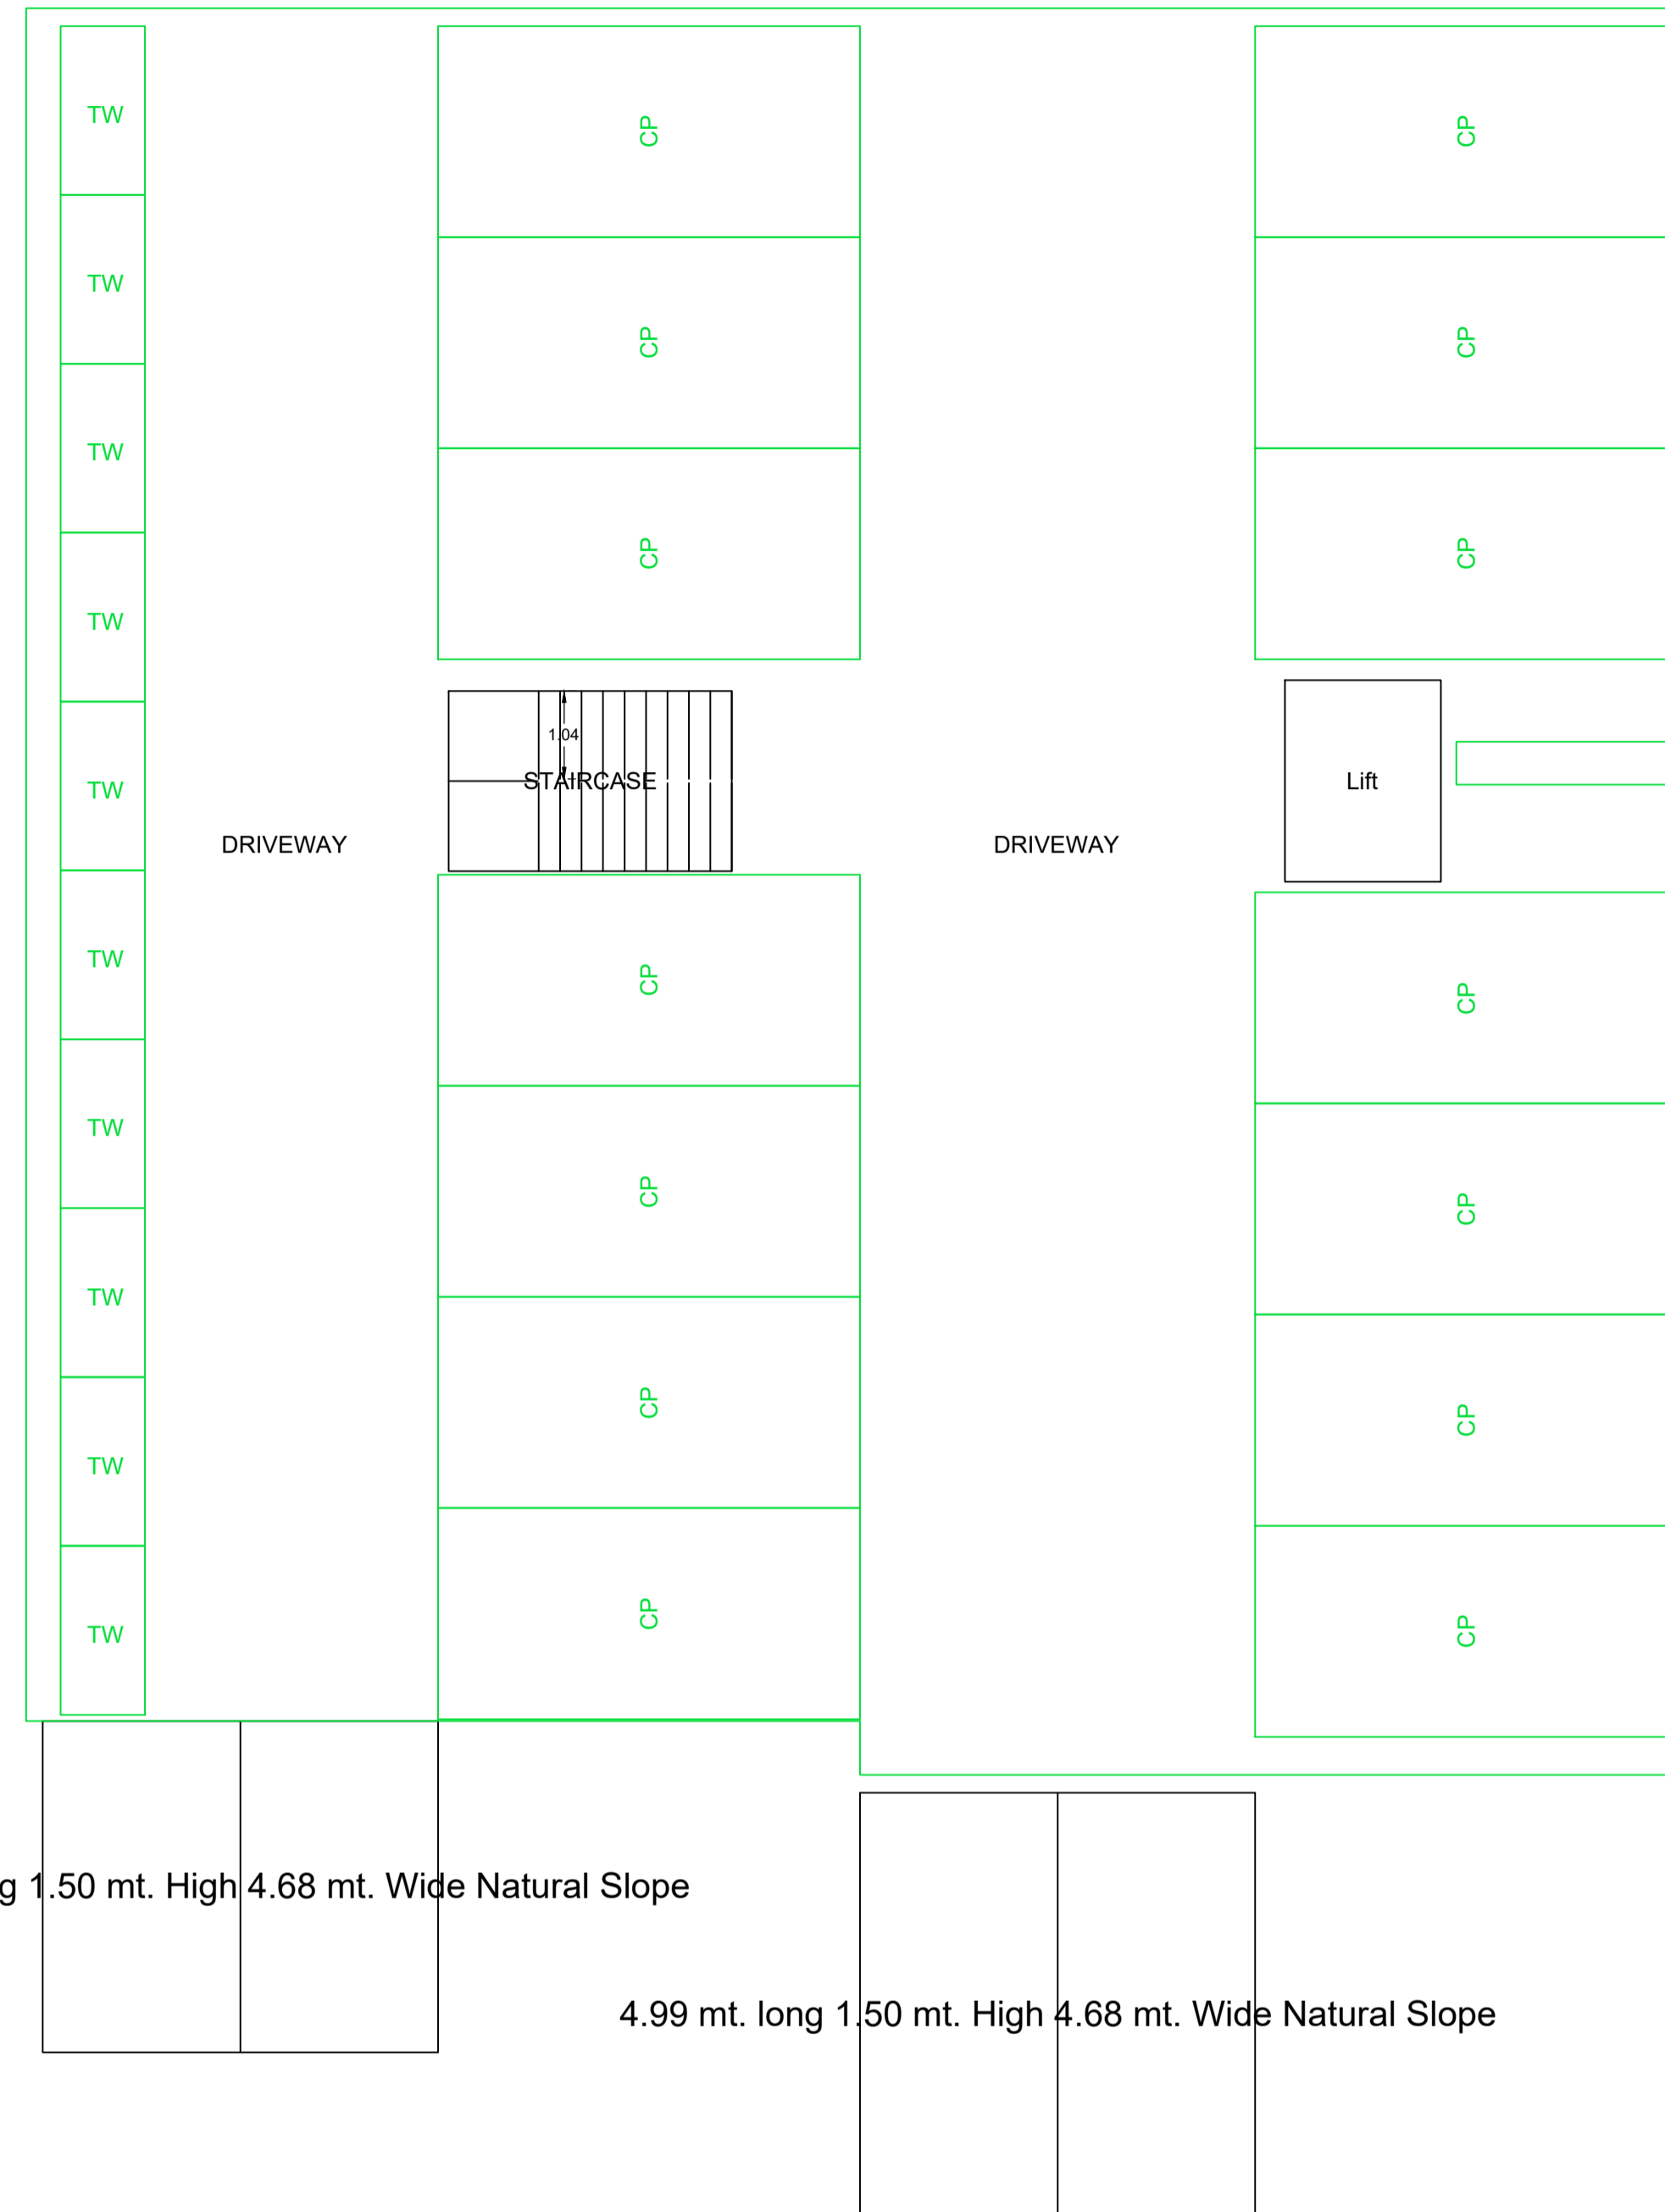 TW
CP
CP
TW
CP
CP
TW
CP
CP
TW
1.04
STAIRCASE
Lift
TW
DRIVEWAY
DRIVEWAY
TW
CP
CP
TW
CP
CP
TW
CP
CP
TW
TW
CP
CP
g 1.50 mt. High 4.68 mt. Wide Natural Slope
4.99 mt. long 1.50 mt. High 4.68 mt. Wide Natural Slope